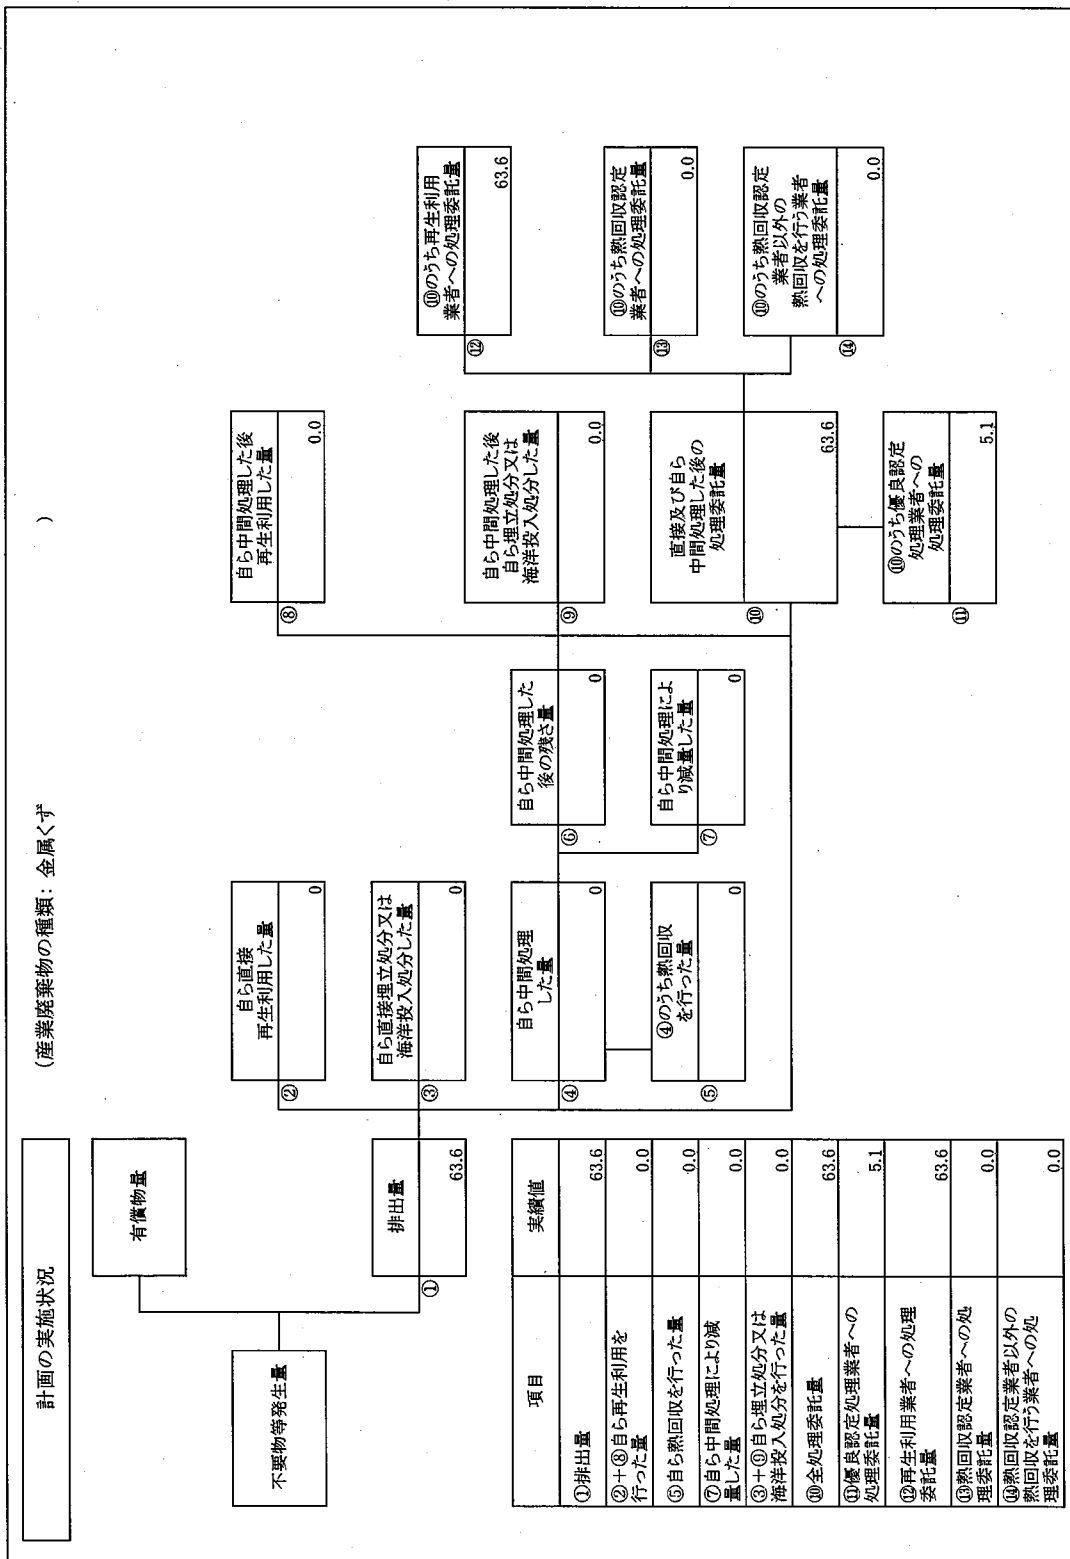 計画の実施状況
(産業廃棄物の種類: 金属くず
)
不要物等発生量
有償物量
排出量
①
63.6
自ら直接
再生利用した量
②
0
自ら直接埋立処分又は
海洋投入処分した量
③
0
自ら中間処理
した量
④
0
④のうち熱回収
を行った量
⑤
0
自ら中間処理した
後の残さ量
⑥
0
自ら中間処理によ
り減量した量
⑦
0
自ら中間処理した後
再生利用した量
⑧
0.0
自ら中間処理した後
自ら埋立処分又は
海洋投入処分した量
⑨
0.0
直接及び自ら
中間処理した後の
処理委託量
⑩
63.6
⑩のうち優良認定
処理業者への
処理委託量
⑪
5.1
⑩のうち再生利用
業者への処理委託量
⑫
63.6
⑩のうち熱回収認定
業者への処理委託量
⑬
0.0
⑩のうち熱回収認定
業者以外の
熱回収を行う業者
への処理委託量
⑭
0.0
項目
実績値
①排出量
63.6
②+⑧自ら再生利用を
行った量
0.0
⑤自ら熱回収を行った量
0.0
⑦自ら中間処理により減
量した量
0.0
③+⑨自ら埋立処分又は
海洋投入処分を行った量
0.0
⑩全処理委託量
63.6
⑪優良認定処理業者への
処理委託量
5.1
⑫再生利用業者への処理
委託量
63.6
⑬熱回収認定業者への処
理委託量
0.0
⑭熱回収認定業者以外の
熱回収を行う業者への処
理委託量
0.0